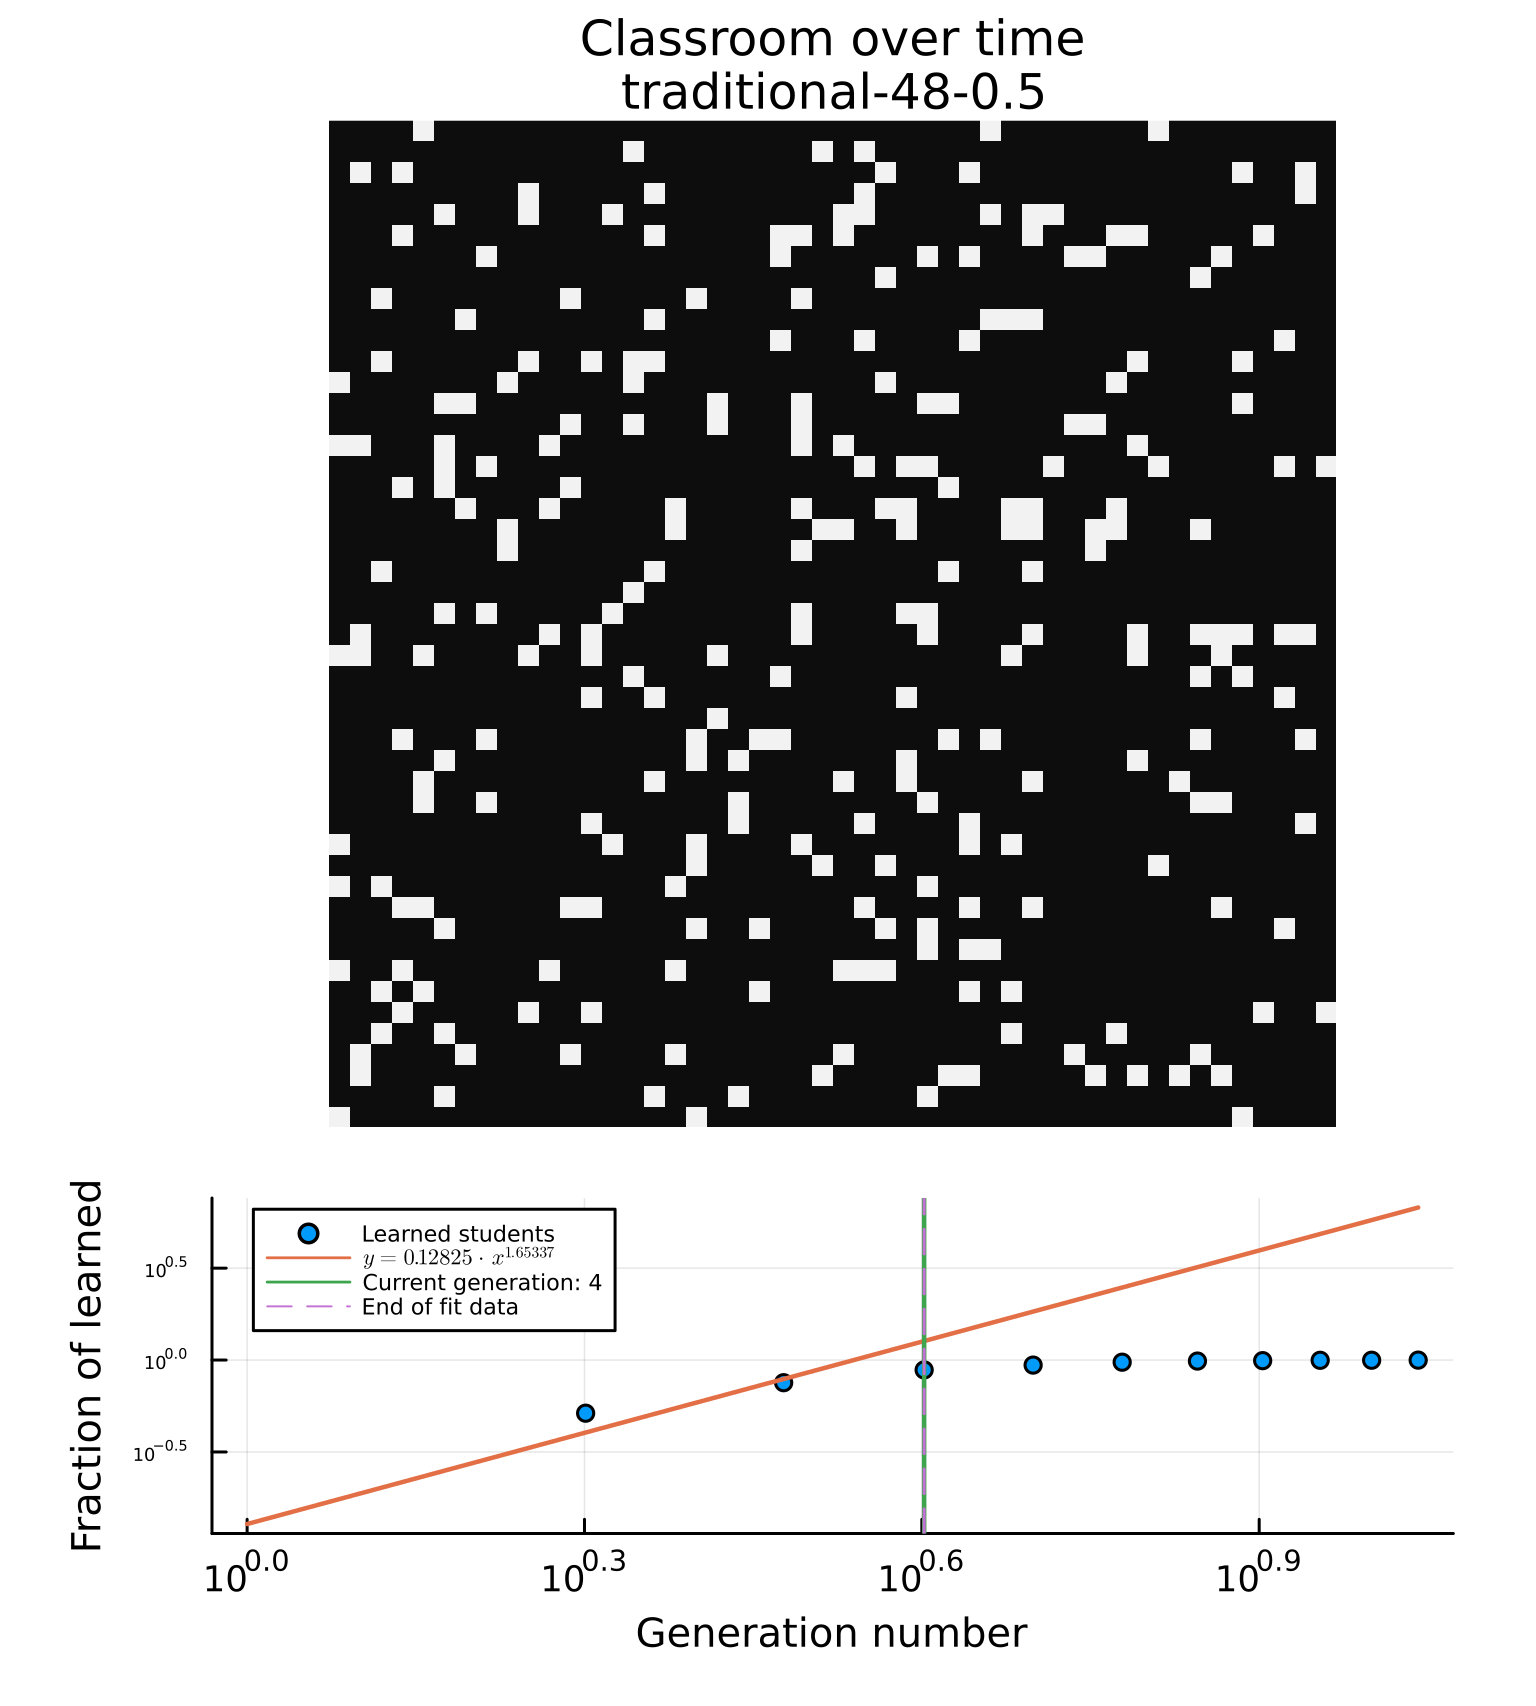 Classroom over time
traditional-48-0.5
Fraction of learned
Learned students
y = 0.12825 · x^1.65337
Current generation: 4
End of fit data
10^0.5
10^0.0
10^−0.5
10^0.0 10^0.3 10^0.6 10^0.9
Generation number